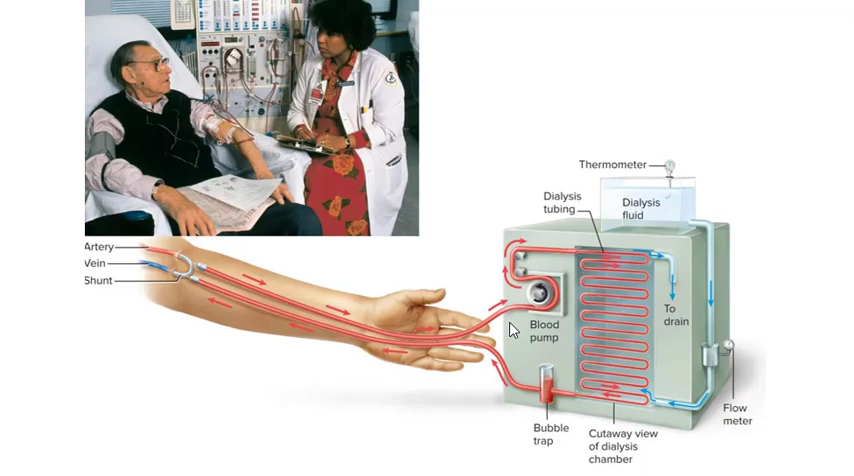 Artery
Vein
Shunt
Thermometer
Dialysis
tubing
Dialysis
fluid
Blood
pump
To
drain
Bubble
trap
Cutaway view
of dialysis
chamber
Flow
meter